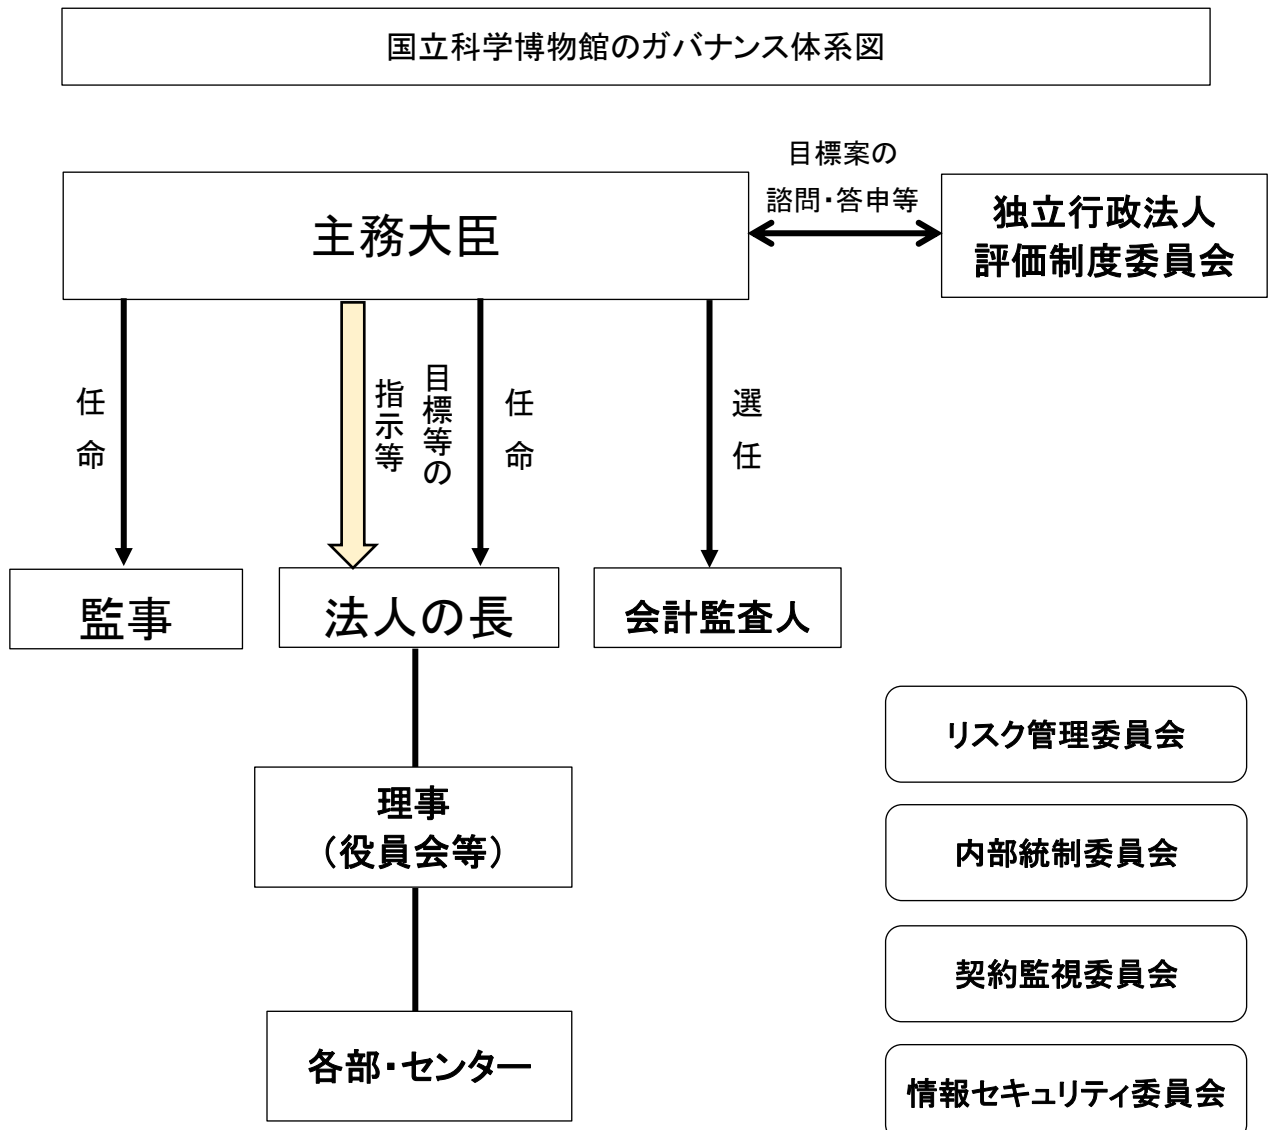 国立科学博物館のガバナンス体系図
目標案の
諮問・答申等
主務大臣
独立行政法人
評価制度委員会
任命
目標等の
指示等
任命
選任
監事
法人の長
会計監査人
リスク管理委員会
理事
（役員会等）
内部統制委員会
契約監視委員会
各部・センター
情報セキュリティ委員会